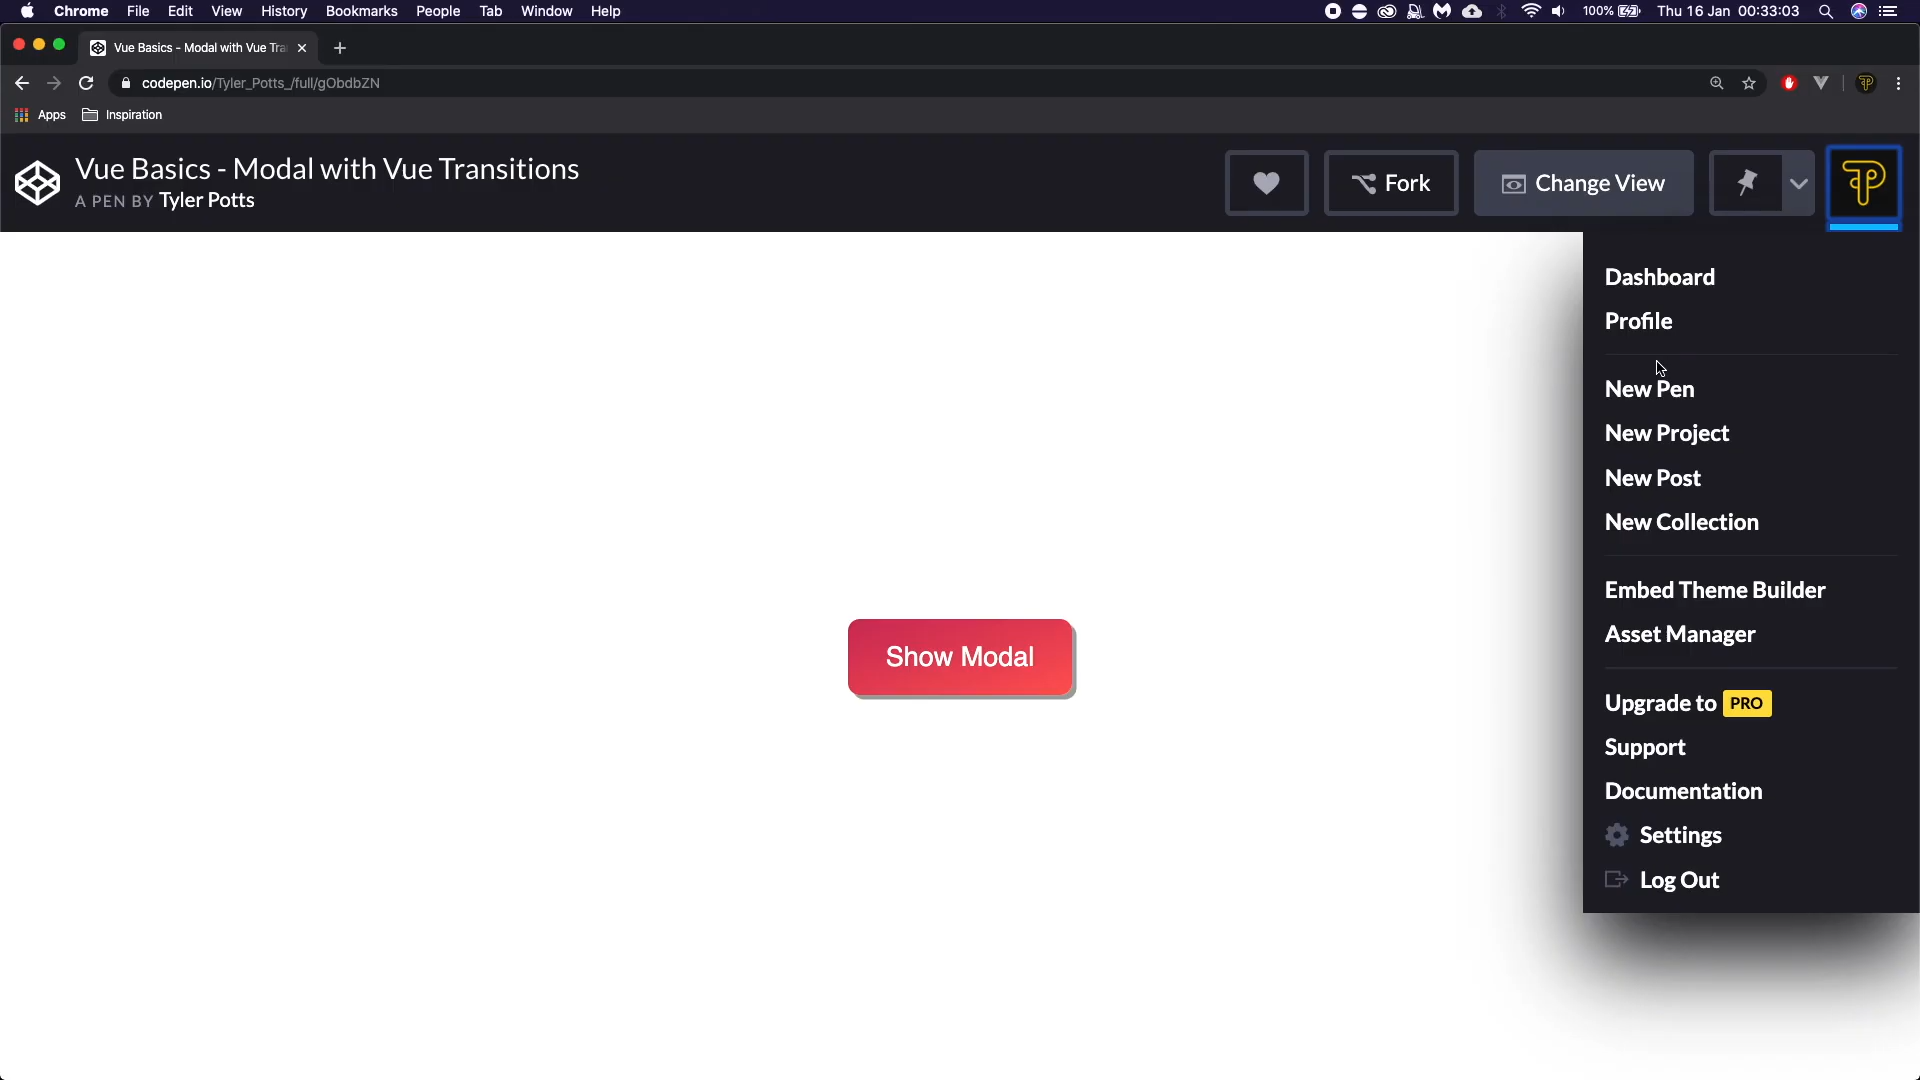 Chrome File Edit View History Bookmarks People Tab Window Help 100% Thu 16 Jan 00:33:03
Vue Basics - Modal with Vue Tra
codepen.io/Tyler_Potts_/full/gObdbZN
Apps Inspiration
Vue Basics - Modal with Vue Transitions
A PEN BY Tyler Potts
Fork Change View
Dashboard
Profile
New Pen
New Project
New Post
New Collection
Embed Theme Builder
Asset Manager
Show Modal
Upgrade to PRO
Support
Documentation
Settings
Log Out